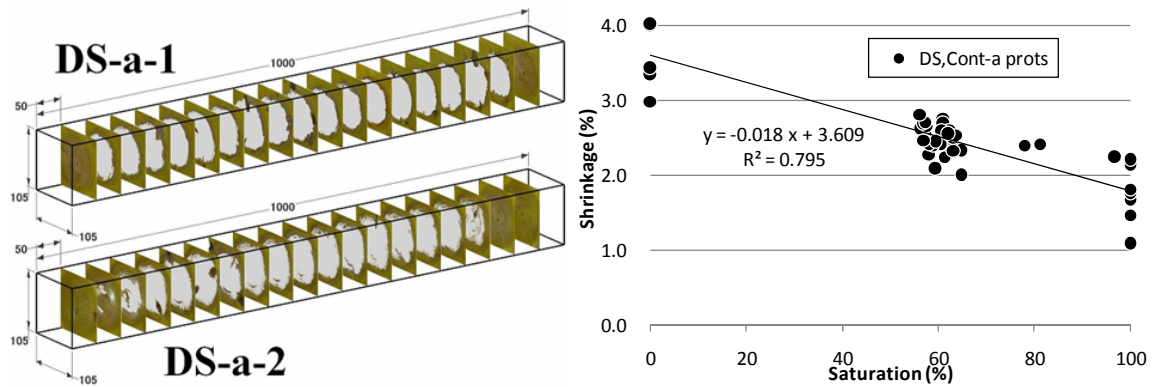 DS-a-1
50
1000
105
105
DS-a-2
50
1000
105
105
Shrinkage (%)
4.0
3.0
2.0
1.0
0.0
DS,Cont-a prots
y = -0.018 x + 3.609
R² = 0.795
0
20
40
60
80
100
Saturation (%)